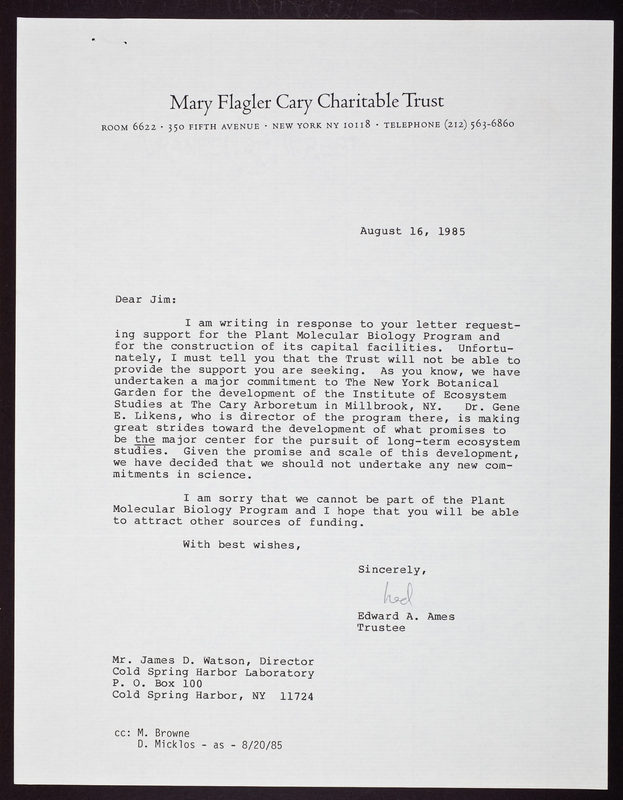 Mary Flagler Cary Charitable Trust
ROOM 6622 · 350 FIFTH AVENUE · NEW YORK NY 10118 · TELEPHONE (212) 563-6860
August 16, 1985
Dear Jim:
I am writing in response to your letter request-
ing support for the Plant Molecular Biology Program and
for the construction of its capital facilities. Unfortu-
nately, I must tell you that the Trust will not be able to
provide the support you are seeking. As you know, we have
undertaken a major commitment to The New York Botanical
Garden for the development of the Institute of Ecosystem
Studies at The Cary Arboretum in Millbrook, NY. Dr. Gene
E. Likens, who is director of the program there, is making
great strides toward the development of what promises to
be the major center for the pursuit of long-term ecosystem
studies. Given the promise and scale of this development,
we have decided that we should not undertake any new com-
mitments in science.
I am sorry that we cannot be part of the Plant
Molecular Biology Program and I hope that you will be able
to attract other sources of funding.
With best wishes,
Sincerely,
Edward A. Ames
Trustee
Mr. James D. Watson, Director
Cold Spring Harbor Laboratory
P. O. Box 100
Cold Spring Harbor, NY 11724
cc: M. Browne
D. Micklos - as - 8/20/85